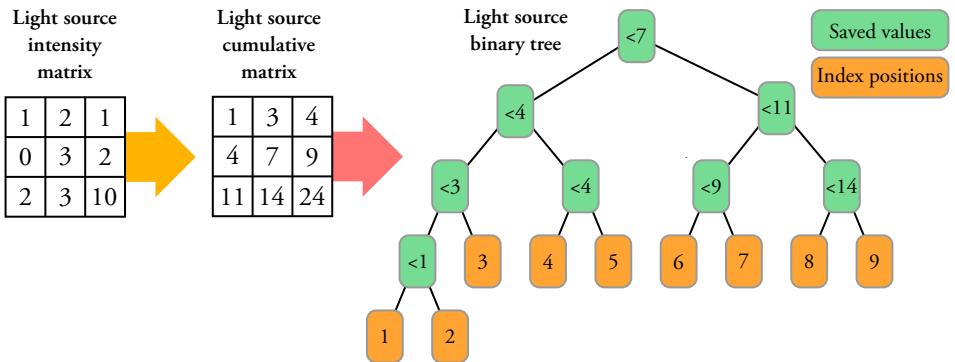 Light source
intensity
matrix
1 2 1
0 3 2
2 3 10
Light source
cumulative
matrix
1 3 4
4 7 9
11 14 24
Light source
binary tree
<7
<4 <11
<3 <4 <9 <14
<1 3 4 5 6 7 8 9
1 2
Saved values
Index positions